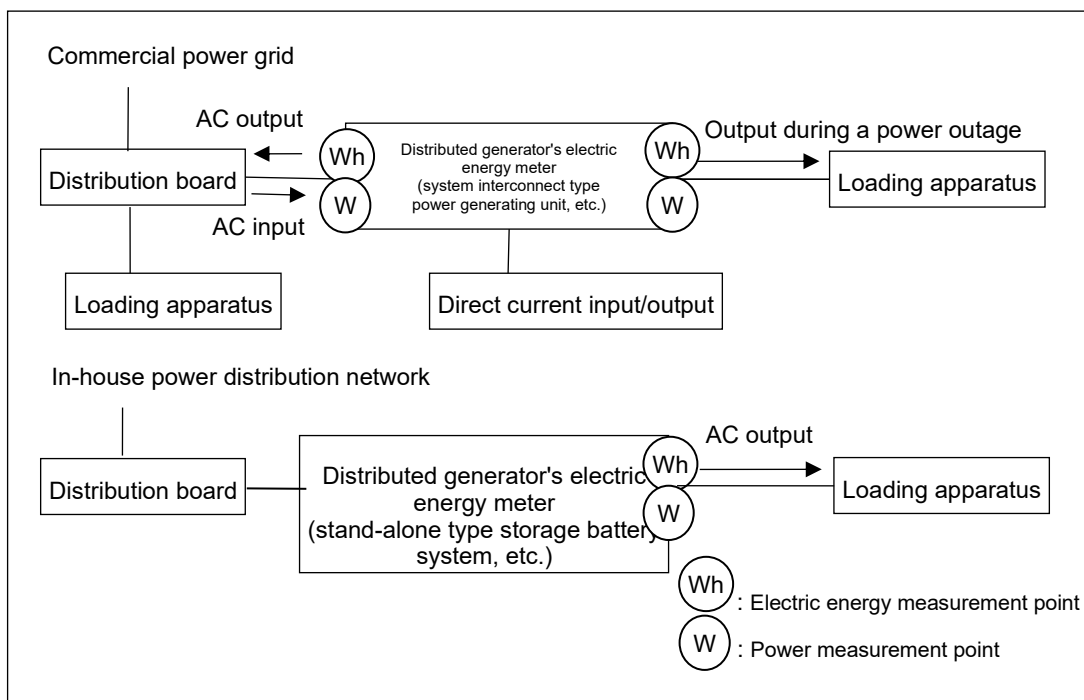 Commercial power grid
AC output
Wh
Distributed generator's electric
energy meter
(system interconnect type
power generating unit, etc.)
Wh
Output during a power outage
Distribution board
W
W
Loading apparatus
AC input
Loading apparatus
Direct current input/output
In-house power distribution network
AC output
Distribution board
Distributed generator's electric
energy meter
(stand-alone type storage battery
system, etc.)
Wh
W
Loading apparatus
Wh : Electric energy measurement point
W : Power measurement point